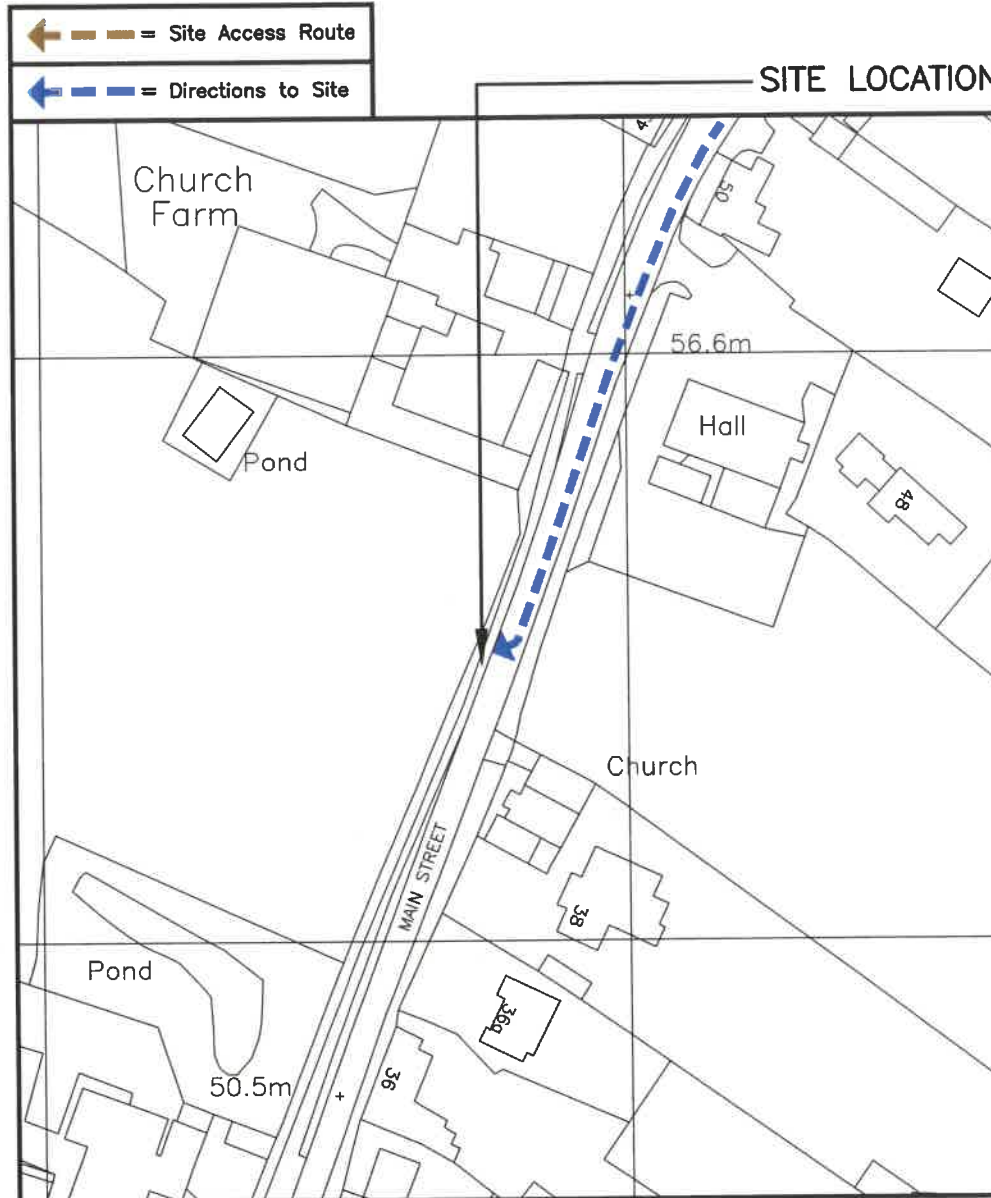 = Site Access Route
= Directions to Site
SITE LOCATION
Church
Farm
50
56.6m
Hall
48
Pond
Church
MAIN STREET
38
Pond
36a
50.5m
36